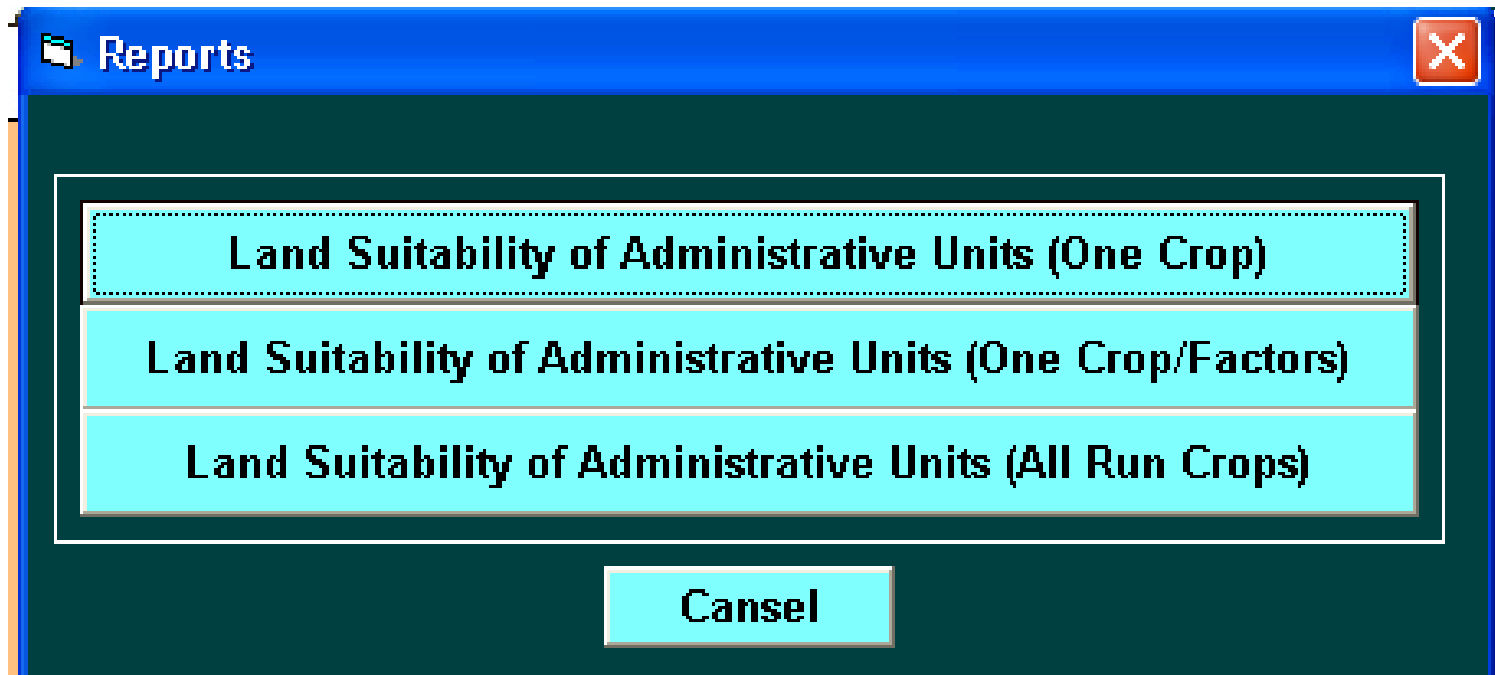 Reports
Land Suitability of Administrative Units (One Crop)
Land Suitability of Administrative Units (One Crop/Factors)
Land Suitability of Administrative Units (All Run Crops)
Cansel